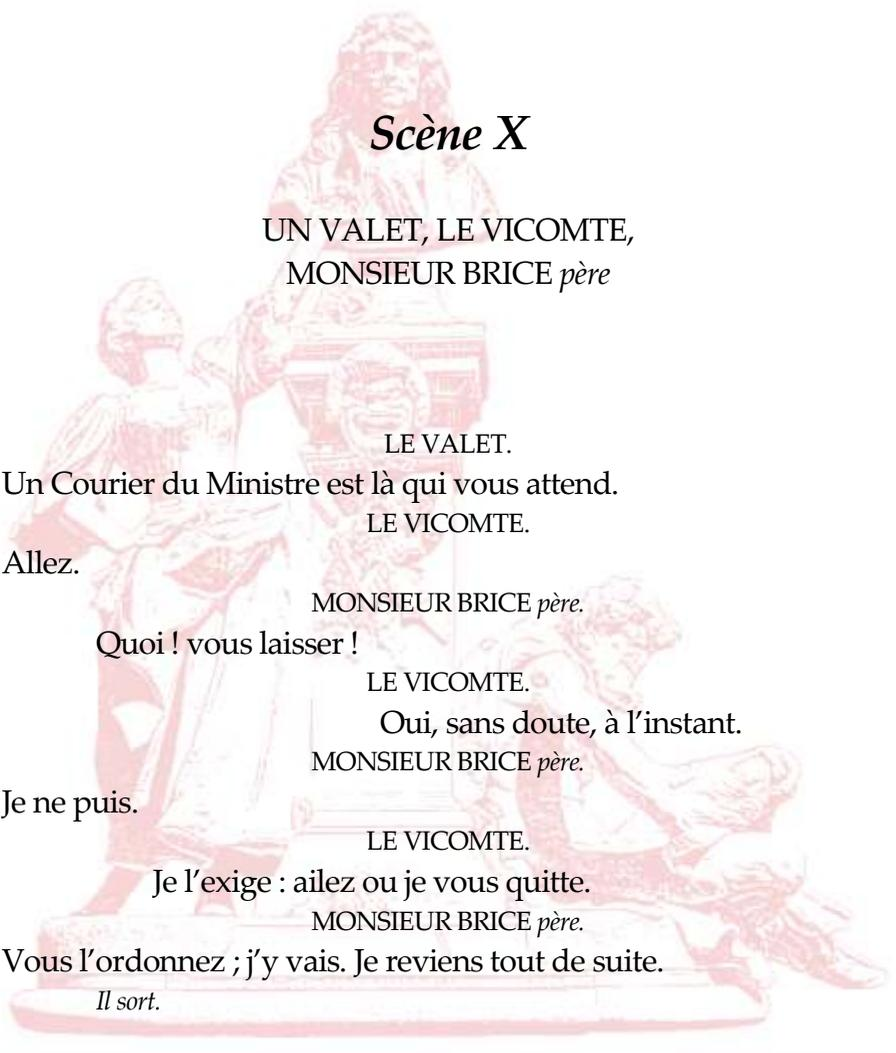 Scène X
UN VALET, LE VICOMTE,
MONSIEUR BRICE père
LE VALET.
Un Courier du Ministre est là qui vous attend.
LE VICOMTE.
Allez.
MONSIEUR BRICE père.
Quoi ! vous laisser !
LE VICOMTE.
Oui, sans doute, à l’instant.
MONSIEUR BRICE père.
Je ne puis.
LE VICOMTE.
Je l’exige : ailez ou je vous quitte.
MONSIEUR BRICE père.
Vous l’ordonnez ; j’y vais. Je reviens tout de suite.
Il sort.